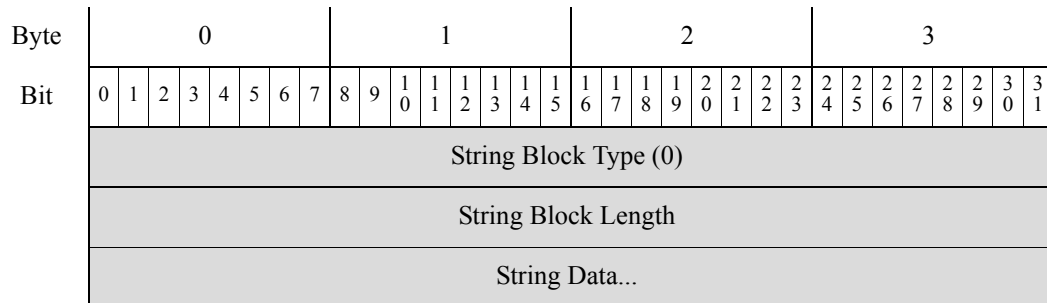 Byte 0 1 2 3
Bit 0 1 2 3 4 5 6 7 8 9 10 11 12 13 14 15 16 17 18 19 20 21 22 23 24 25 26 27 28 29 30 31
String Block Type (0)
String Block Length
String Data...